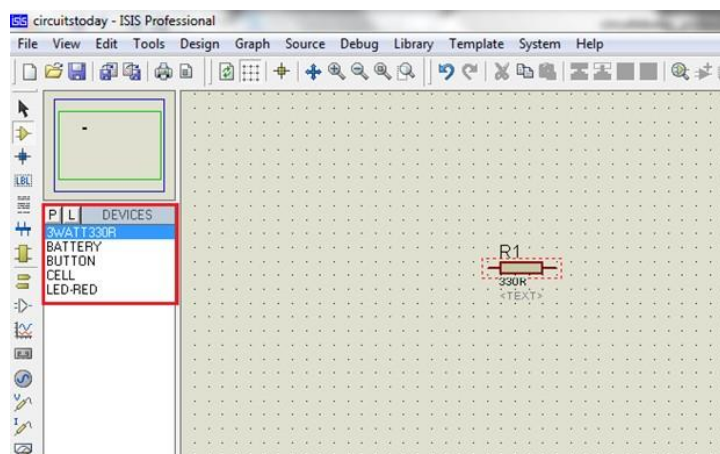 ISIS circuitstoday - ISIS Professional
File View Edit Tools Design Graph Source Debug Library Template System Help
LBL
P L DEVICES
3WATT330R
BATTERY
BUTTON
CELL
LED-RED
R1
330R
<TEXT>
V
I